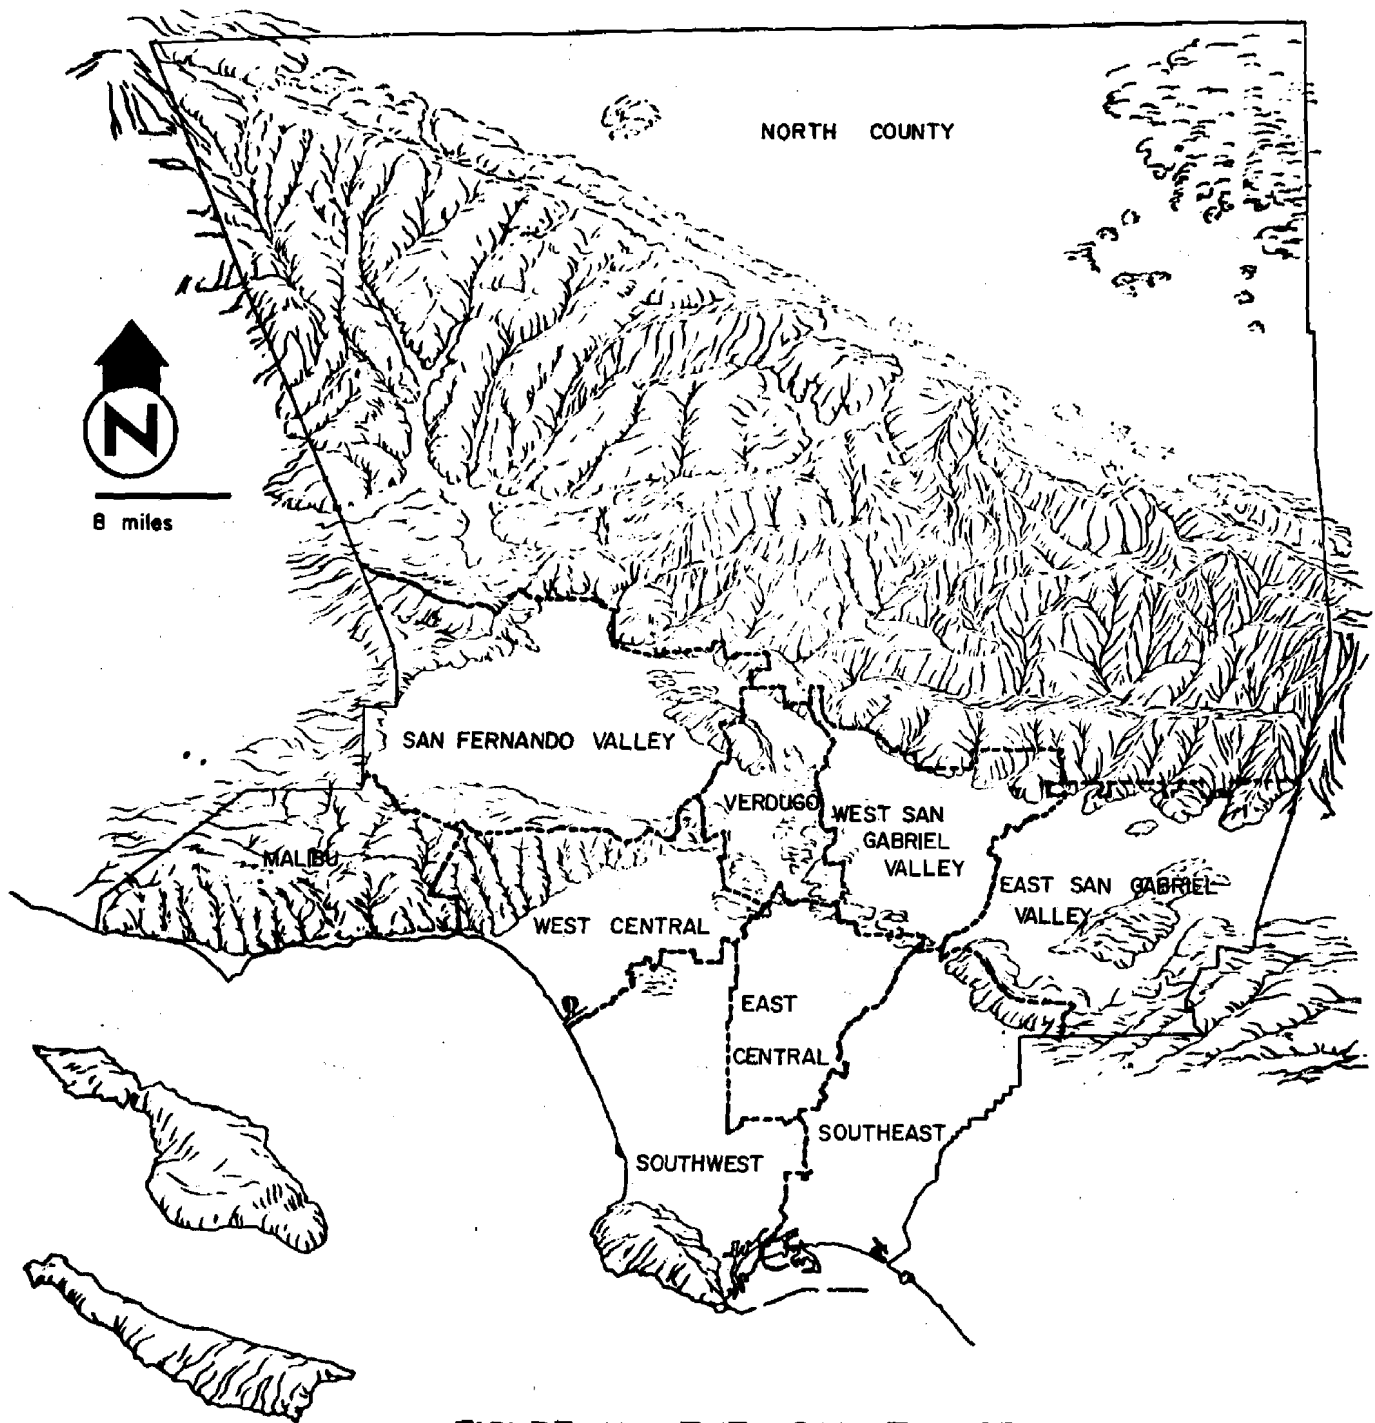 NORTH COUNTY
N
8 miles
SAN FERNANDO VALLEY
VERDUGO
WEST SAN
GABRIEL
VALLEY
MALIBU
EAST SAN GABRIEL
VALLEY
WEST CENTRAL
EAST
CENTRAL
SOUTHEAST
SOUTHWEST